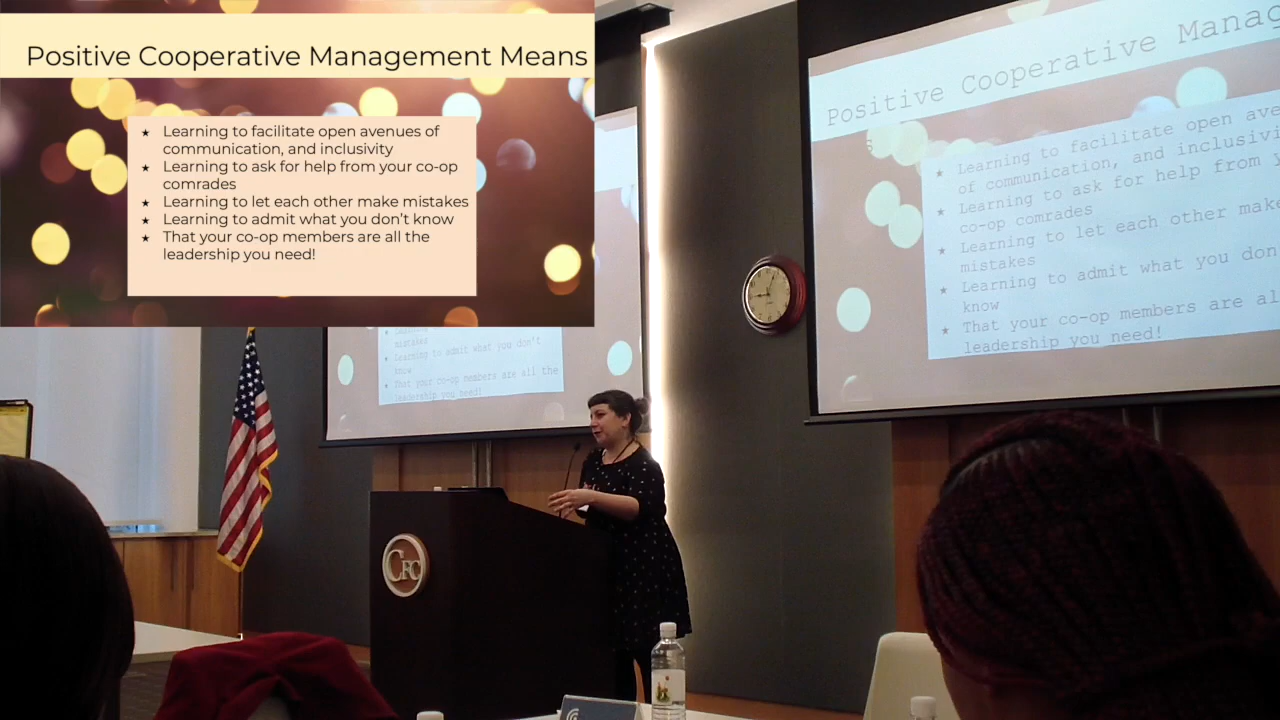 Positive Cooperative Management Means
★ Learning to facilitate open avenues of
communication, and inclusivity
★ Learning to ask for help from your co-op
comrades
★ Learning to let each other make mistakes
★ Learning to admit what you don't know
★ That your co-op members are all the
leadership you need!
Positive Cooperative Manag
★ Learning to facilitate open ave
of communication, and inclusivi
★ Learning to ask for help from y
co-op comrades
★ Learning to let each other make
mistakes
★ Learning to admit what you don
know
★ That your co-op members are al
leadership you need!
mistakes
★ Learning to admit what you don't
know
★ That your co-op members are all the
leadership you need!
CFC